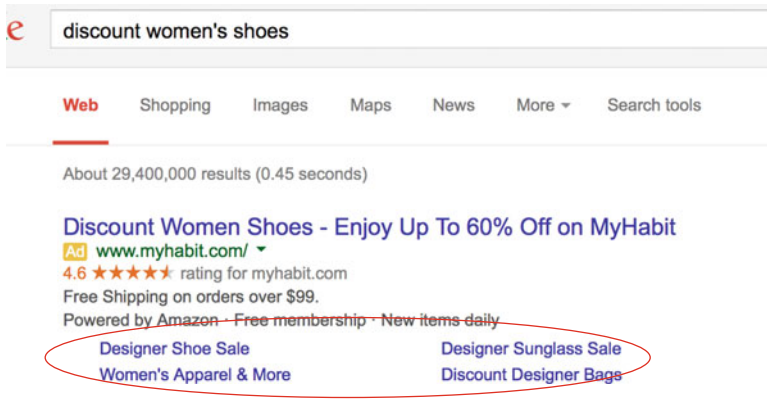 e discount women's shoes
Web Shopping Images Maps News More Search tools
About 29,400,000 results (0.45 seconds)
Discount Women Shoes - Enjoy Up To 60% Off on MyHabit
Ad www.myhabit.com/
4.6 ★★★★★ rating for myhabit.com
Free Shipping on orders over $99.
Powered by Amazon · Free membership · New items daily
Designer Shoe Sale Designer Sunglass Sale
Women's Apparel & More Discount Designer Bags